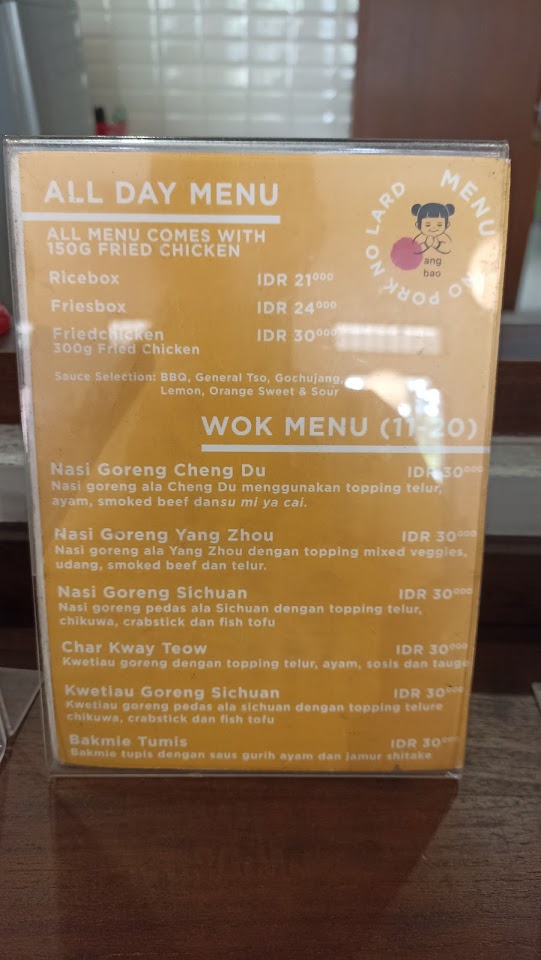 ALL DAY MENU
MENU NO PORK NO LARD
ang
bao
ALL MENU COMES WITH
150G FRIED CHICKEN
Ricebox IDR 21⁰⁰⁰
Friesbox IDR 24⁰⁰⁰
Friedchicken IDR 30⁰⁰⁰
300g Fried Chicken
Sauce Selection: BBQ, General Tso, Gochujang,
Lemon, Orange Sweet & Sour
WOK MENU (11-20)
Nasi Goreng Cheng Du IDR 30⁰⁰⁰
Nasi goreng ala Cheng Du menggunakan topping telur,
ayam, smoked beef dansu mi ya cai.
Nasi Goreng Yang Zhou IDR 30⁰⁰⁰
Nasi goreng ala Yang Zhou dengan topping mixed veggies,
udang, smoked beef dan telur.
Nasi Goreng Sichuan IDR 30⁰⁰⁰
Nasi goreng pedas ala Sichuan dengan topping telur,
chikuwa, crabstick dan fish tofu
Char Kway Teow IDR 30⁰⁰⁰
Kwetiau goreng dengan topping telur, ayam, sosis dan tauge
Kwetiau Goreng Sichuan IDR 30⁰⁰⁰
Kwetiau goreng pedas ala sichuan dengan topping telure
chikuwa, crabstick dan fish tofu
Bakmie Tumis IDR 30⁰⁰⁰
Bakmie tupis dengan saus gurih ayam dan jamur shitake